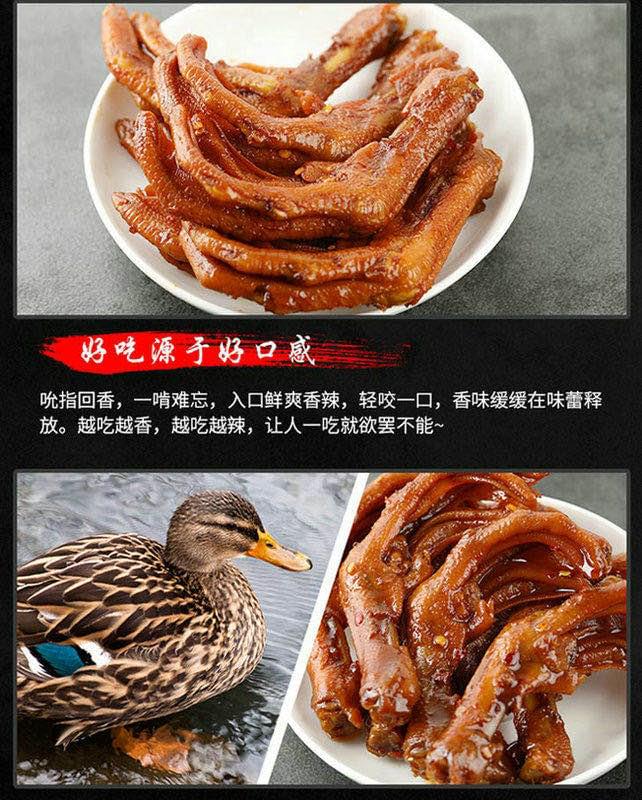 好吃源于好口感
吮指回香，一啃难忘，入口鲜爽香辣，轻咬一口，香味缓缓在味蕾释
放。越吃越香，越吃越辣，让人一吃就欲罢不能~